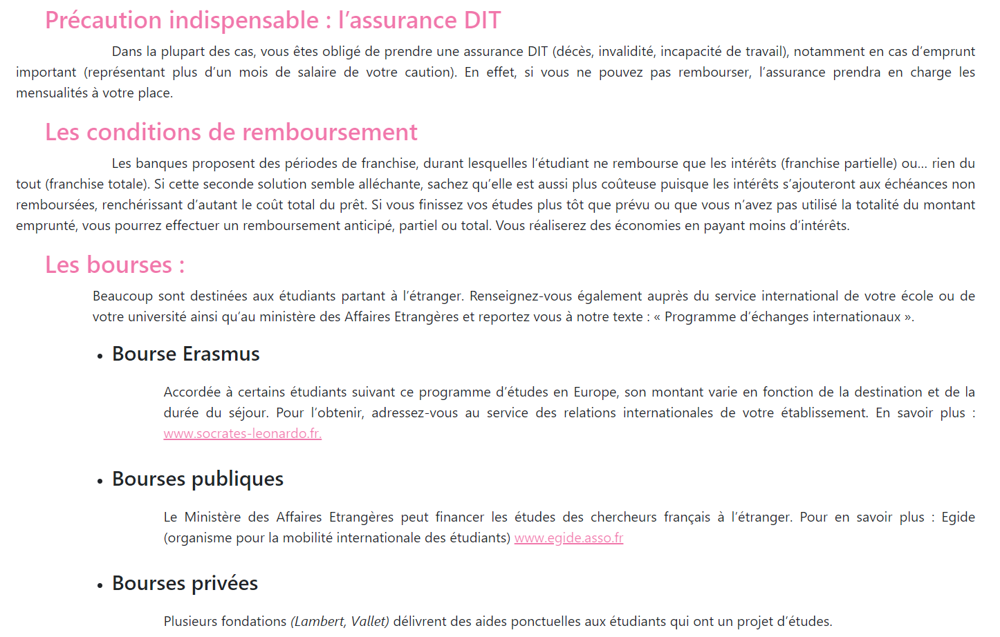 Précaution indispensable : l’assurance DIT
Dans la plupart des cas, vous êtes obligé de prendre une assurance DIT (décès, invalidité, incapacité de travail), notamment en cas d’emprunt
important (représentant plus d’un mois de salaire de votre caution). En effet, si vous ne pouvez pas rembourser, l’assurance prendra en charge les
mensualités à votre place.
Les conditions de remboursement
Les banques proposent des périodes de franchise, durant lesquelles l’étudiant ne rembourse que les intérêts (franchise partielle) ou… rien du
tout (franchise totale). Si cette seconde solution semble alléchante, sachez qu’elle est aussi plus coûteuse puisque les intérêts s’ajouteront aux échéances non
remboursées, renchérissant d’autant le coût total du prêt. Si vous finissez vos études plus tôt que prévu ou que vous n’avez pas utilisé la totalité du montant
emprunté, vous pourrez effectuer un remboursement anticipé, partiel ou total. Vous réaliserez des économies en payant moins d’intérêts.
Les bourses :
Beaucoup sont destinées aux étudiants partant à l’étranger. Renseignez-vous également auprès du service international de votre école ou de
votre université ainsi qu’au ministère des Affaires Etrangères et reportez vous à notre texte : « Programme d’échanges internationaux ».
• Bourse Erasmus
Accordée à certains étudiants suivant ce programme d’études en Europe, son montant varie en fonction de la destination et de la
durée du séjour. Pour l’obtenir, adressez-vous au service des relations internationales de votre établissement. En savoir plus :
www.socrates-leonardo.fr.
• Bourses publiques
Le Ministère des Affaires Etrangères peut financer les études des chercheurs français à l’étranger. Pour en savoir plus : Egide
(organisme pour la mobilité internationale des étudiants) www.egide.asso.fr
• Bourses privées
Plusieurs fondations (Lambert, Vallet) délivrent des aides ponctuelles aux étudiants qui ont un projet d’études.